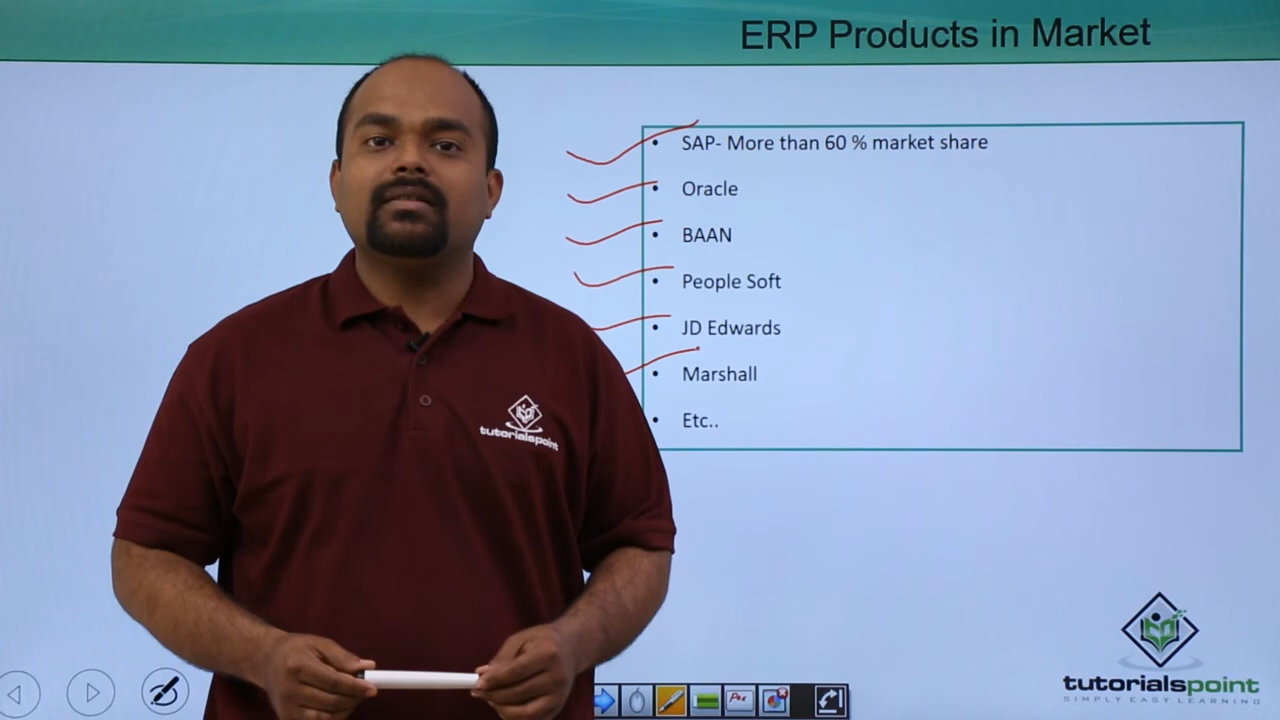 ERP Products in Market
• SAP- More than 60 % market share
• Oracle
• BAAN
• People Soft
• JD Edwards
• Marshall
• Etc..
tutorialspoint
tutorialspoint
SIMPLY EASY LEARNING